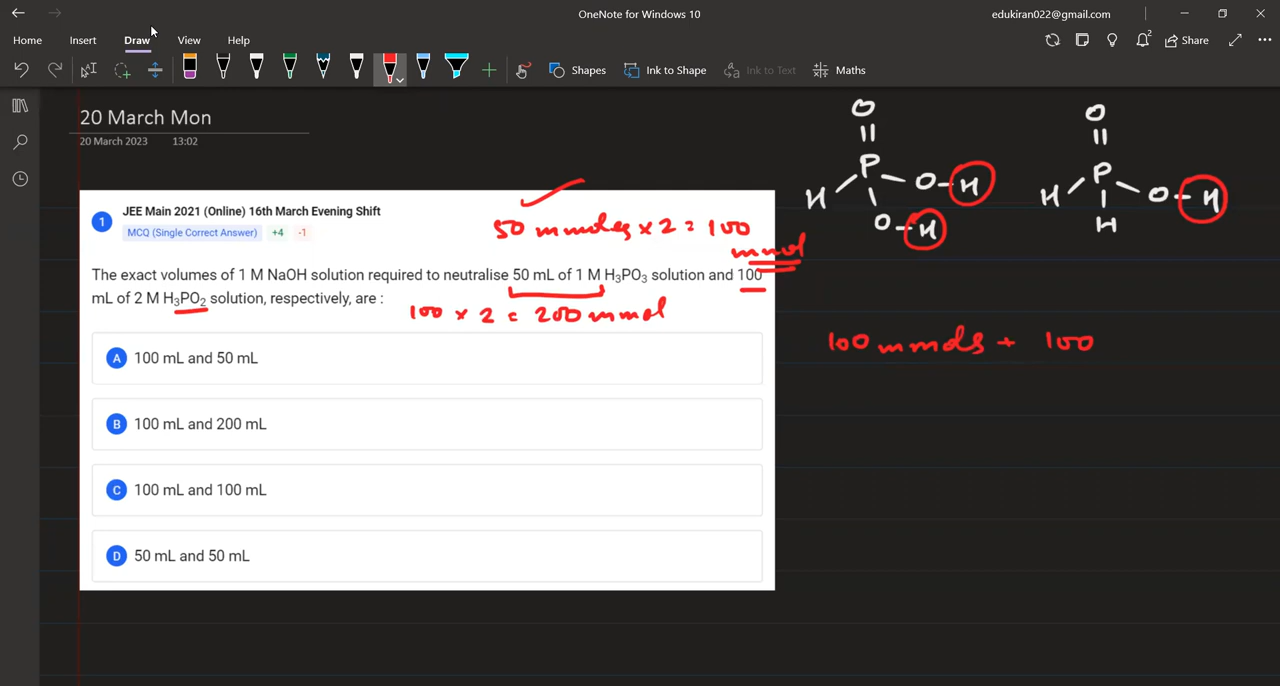 OneNote for Windows 10
edukiran022@gmail.com
Home Insert Draw View Help
Share
Shapes Ink to Shape Ink to Text Maths
20 March Mon
20 March 2023 13:02
1 JEE Main 2021 (Online) 16th March Evening Shift
MCQ (Single Correct Answer) +4 -1
50 mmoles × 2 = 100
mmol
The exact volumes of 1 M NaOH solution required to neutralise 50 mL of 1 M H₃PO₃ solution and 100
mL of 2 M H₃PO₂ solution, respectively, are :
100 × 2 = 200 mmol
A 100 mL and 50 mL
B 100 mL and 200 mL
C 100 mL and 100 mL
D 50 mL and 50 mL
O
||
P
H O-H
O-H
O
||
P
H O-H
H
100 mmols + 100